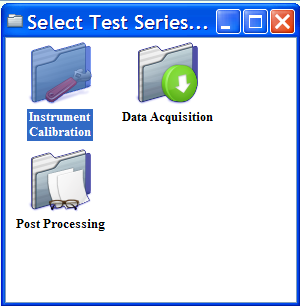 Select Test Series...
Instrument
Calibration
Data Acquisition
Post Processing